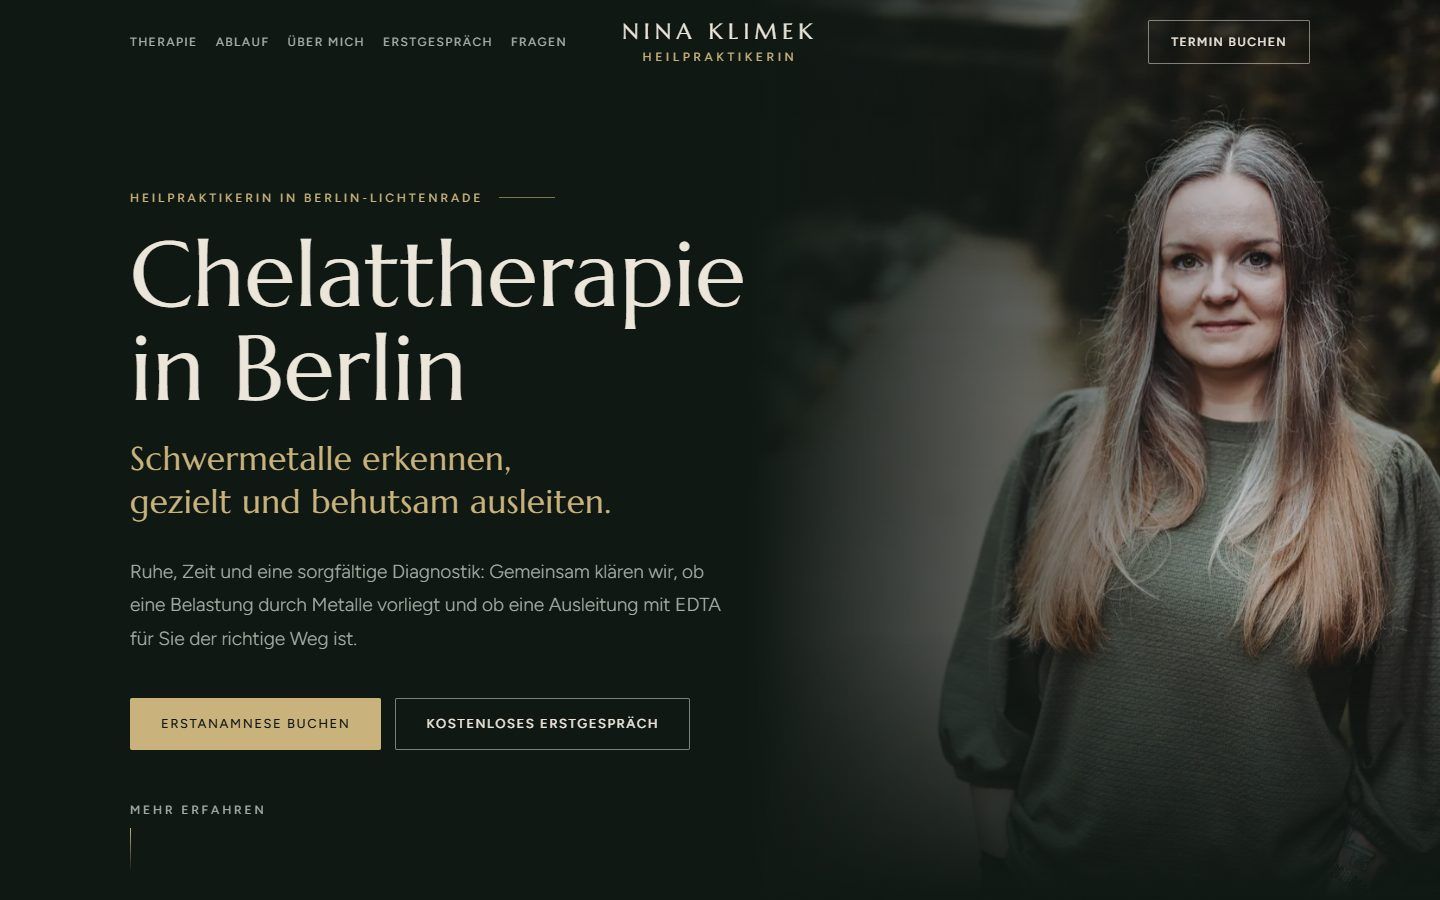 THERAPIE ABLAUF ÜBER MICH ERSTGESPRÄCH FRAGEN
NINA KLIMEK
HEILPRAKTIKERIN
TERMIN BUCHEN
HEILPRAKTIKERIN IN BERLIN-LICHTENRADE
Chelattherapie
in Berlin
Schwermetalle erkennen,
gezielt und behutsam ausleiten.
Ruhe, Zeit und eine sorgfältige Diagnostik: Gemeinsam klären wir, ob
eine Belastung durch Metalle vorliegt und ob eine Ausleitung mit EDTA
für Sie der richtige Weg ist.
ERSTANAMNESE BUCHEN
KOSTENLOSES ERSTGESPRÄCH
MEHR ERFAHREN